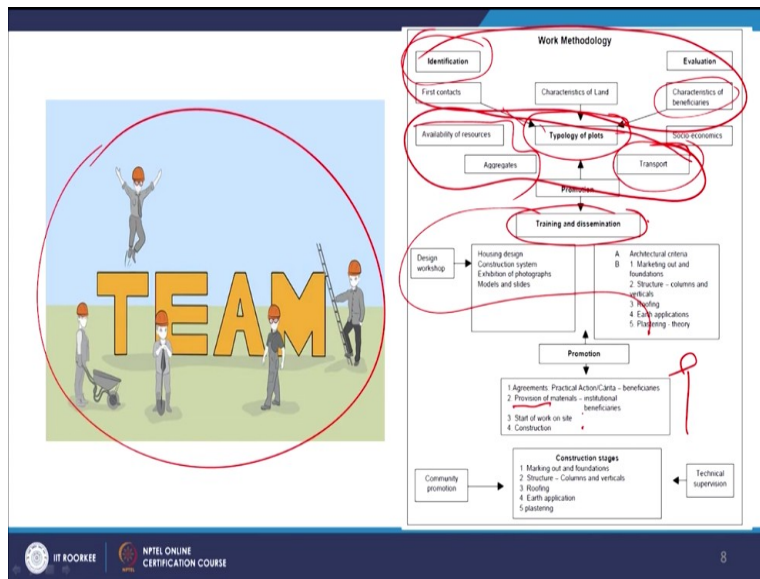 TEAM
Work Methodology
Identification
Evaluation
First contacts
Characteristics of Land
Characteristics of
beneficiaries
Availability of resources
Typology of plots
Socio-economics
Aggregates
Transport
Promotion
Training and dissemination
Design
workshop
Housing design
Construction system
Exhibition of photographs
Models and slides
A Architectural criteria
B 1. Marketing out and
foundations
2 Structure – columns and
verticals
3 Roofing
4 Earth applications
5 Plastering - theory
Promotion
1 Agreements: Practical Action/Cárita – beneficiaries
2. Provision of materials – institutional
beneficiaries
3 Start of work on site
4 Construction
Construction stages
1 Marking out and foundations
2 Structure – Columns and verticals
3 Roofing
4 Earth application
5 plastering
Community
promotion
Technical
supervision
IIT ROORKEE
NPTEL ONLINE
CERTIFICATION COURSE
8